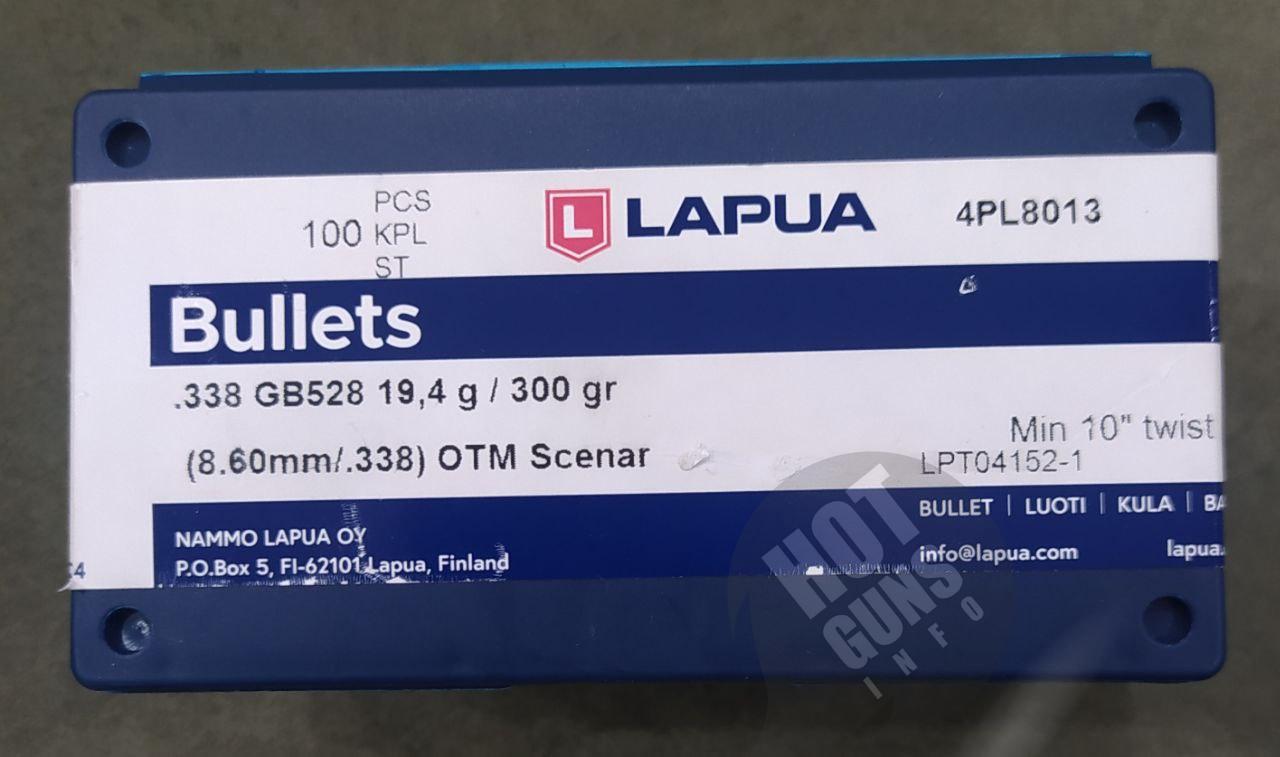 100 PCS
KPL
ST
L LAPUA
4PL8013
Bullets
.338 GB528 19,4 g / 300 gr
(8.60mm/.338) OTM Scenar
Min 10" twist
LPT04152-1
NAMMO LAPUA OY
P.O.Box 5, FI-62101 Lapua, Finland
BULLET | LUOTI | KULA | BA
info@lapua.com
lapua.
HOT
GUNS
INFO